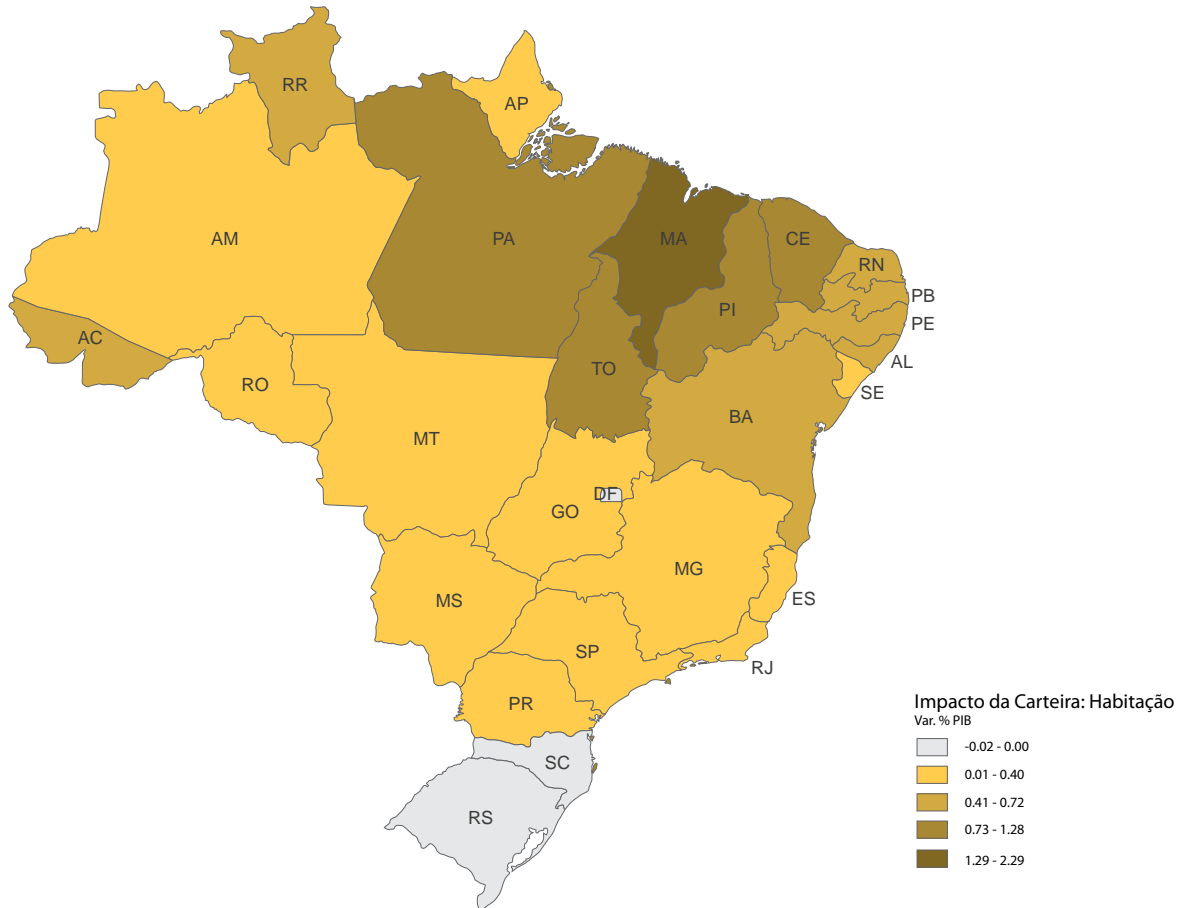 RR
AP
AM
PA
MA
CE
RN
PB
PI
PE
AC
AL
TO
RO
SE
BA
MT
DF
GO
MG
MS
ES
SP
RJ
PR
SC
RS
Impacto da Carteira: Habitação
Var. % PIB
-0.02 - 0.00
0.01 - 0.40
0.41 - 0.72
0.73 - 1.28
1.29 - 2.29